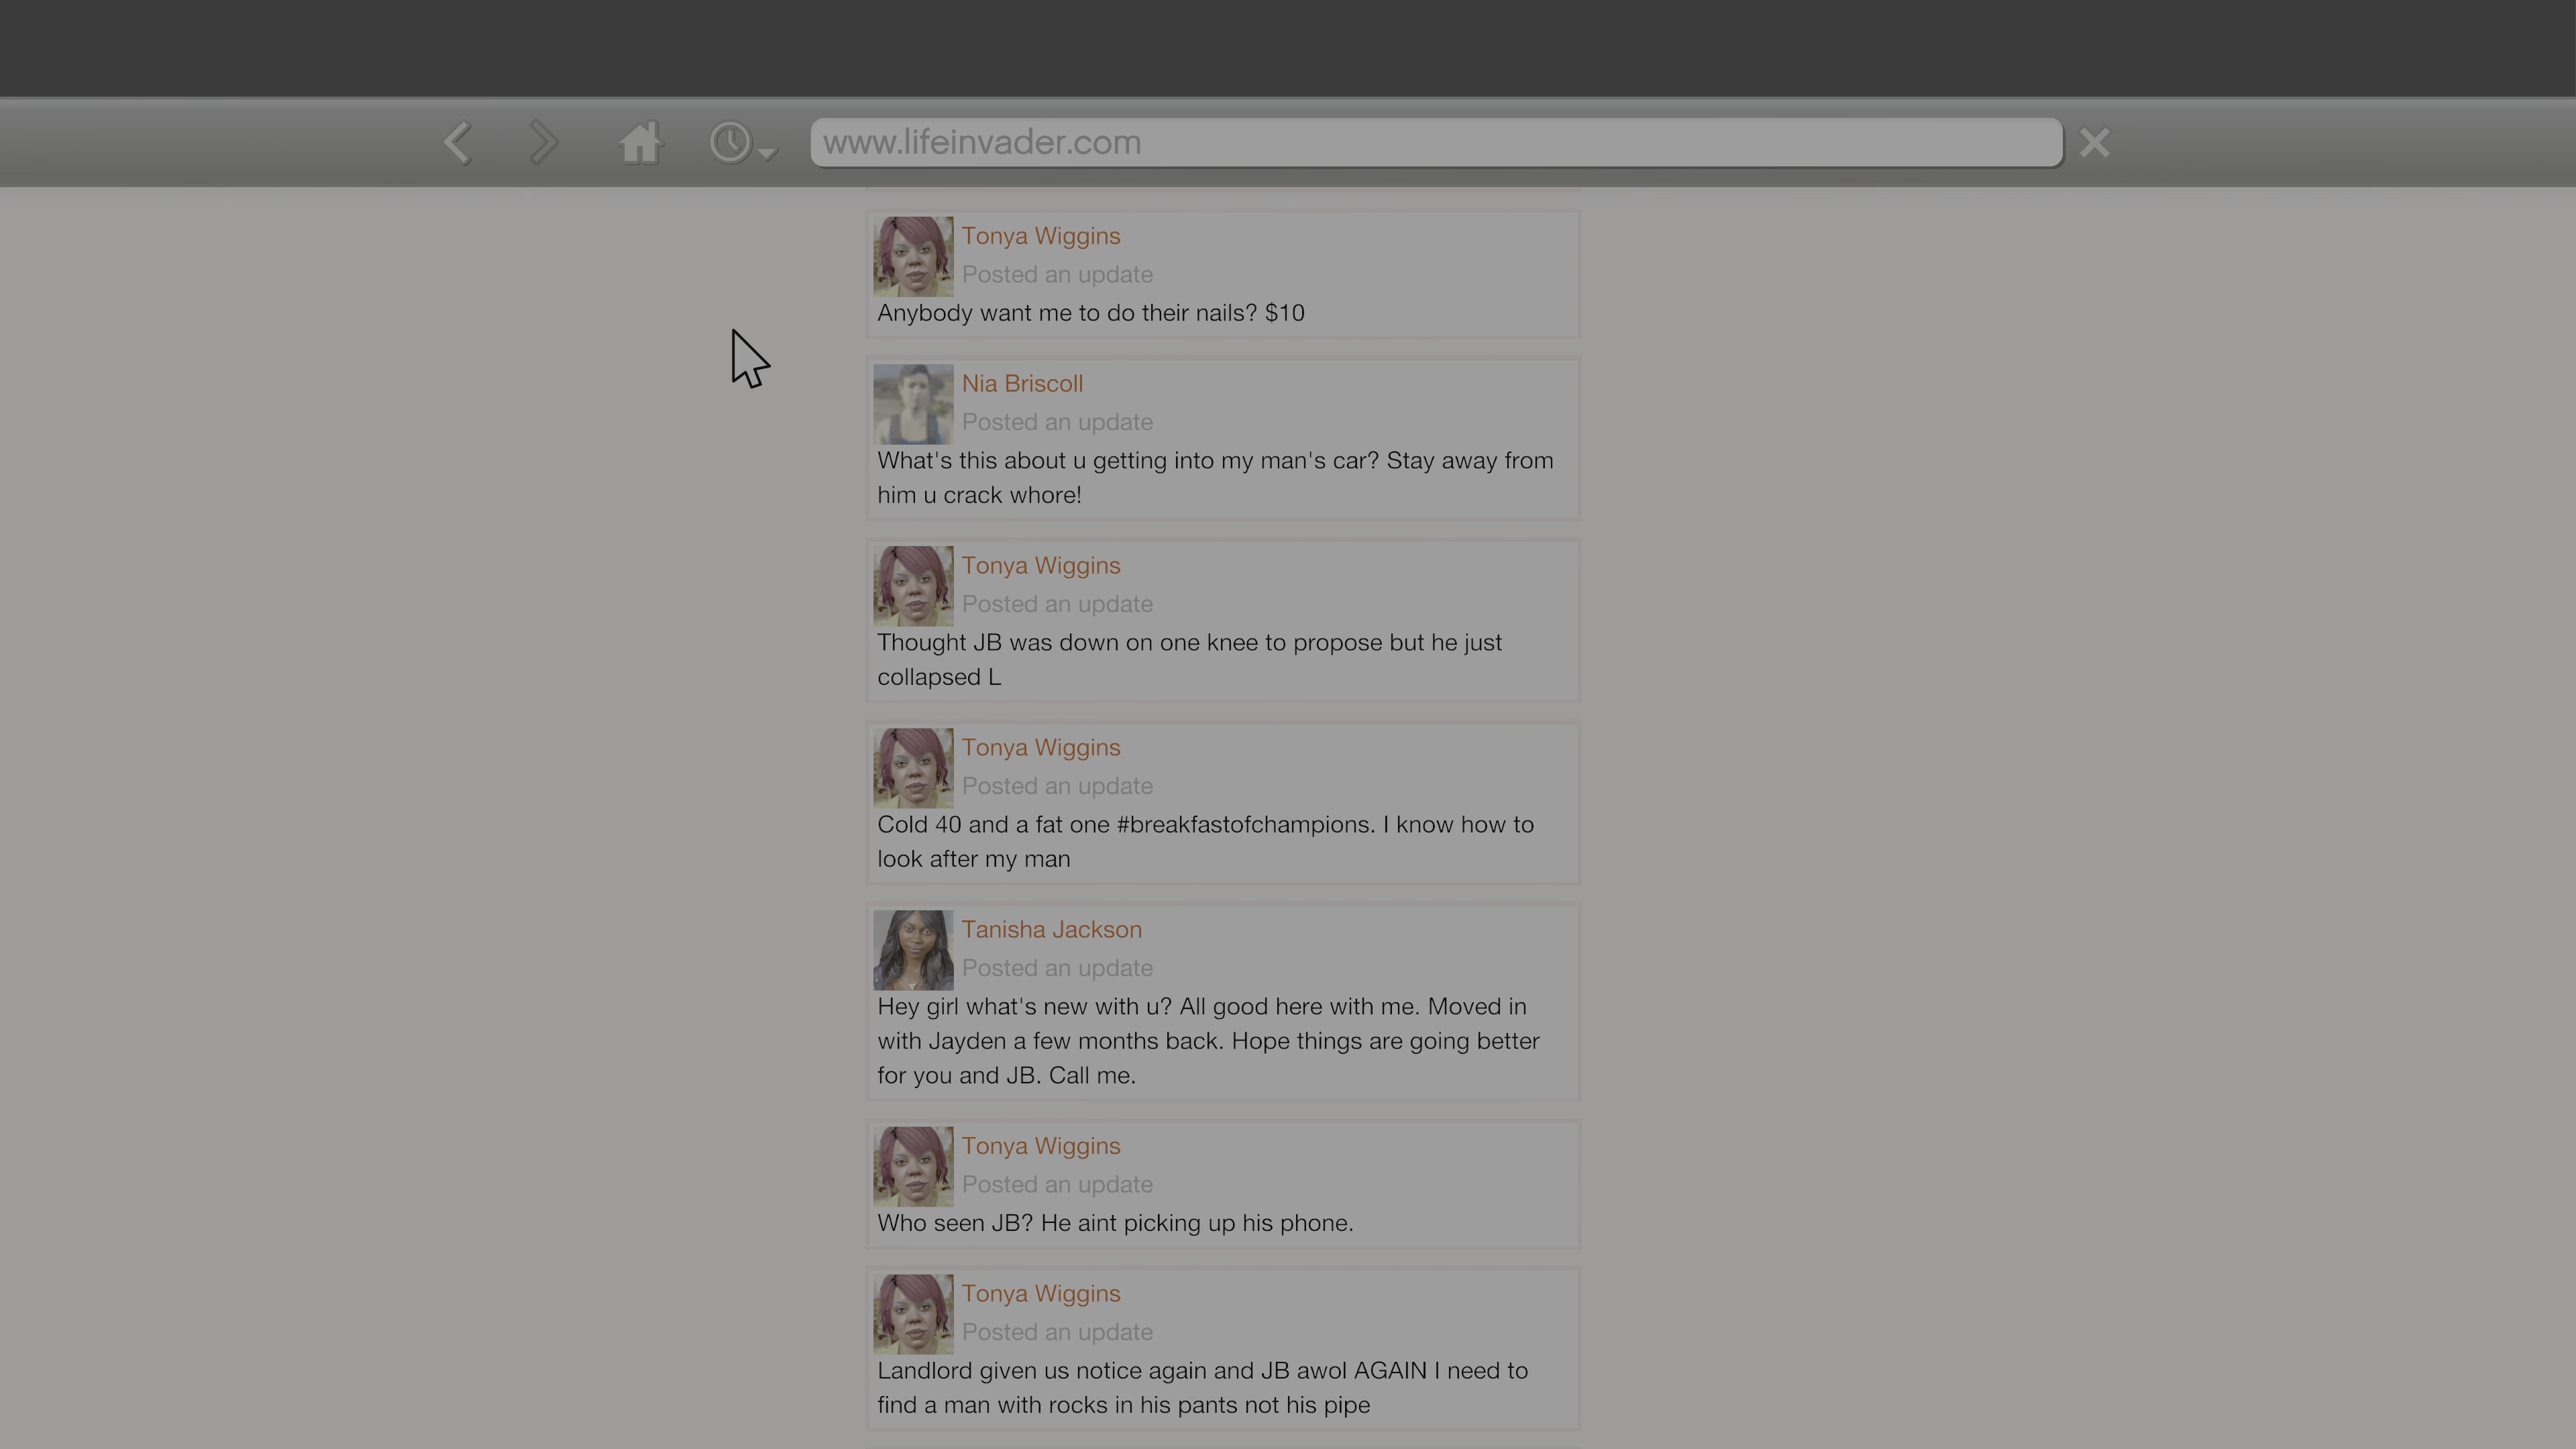 www.lifeinvader.com
Tonya Wiggins
Posted an update
Anybody want me to do their nails? $10
Nia Briscoll
Posted an update
What's this about u getting into my man's car? Stay away from
him u crack whore!
Tonya Wiggins
Posted an update
Thought JB was down on one knee to propose but he just
collapsed L
Tonya Wiggins
Posted an update
Cold 40 and a fat one #breakfastofchampions. I know how to
look after my man
Tanisha Jackson
Posted an update
Hey girl what's new with u? All good here with me. Moved in
with Jayden a few months back. Hope things are going better
for you and JB. Call me.
Tonya Wiggins
Posted an update
Who seen JB? He aint picking up his phone.
Tonya Wiggins
Posted an update
Landlord given us notice again and JB awol AGAIN I need to
find a man with rocks in his pants not his pipe